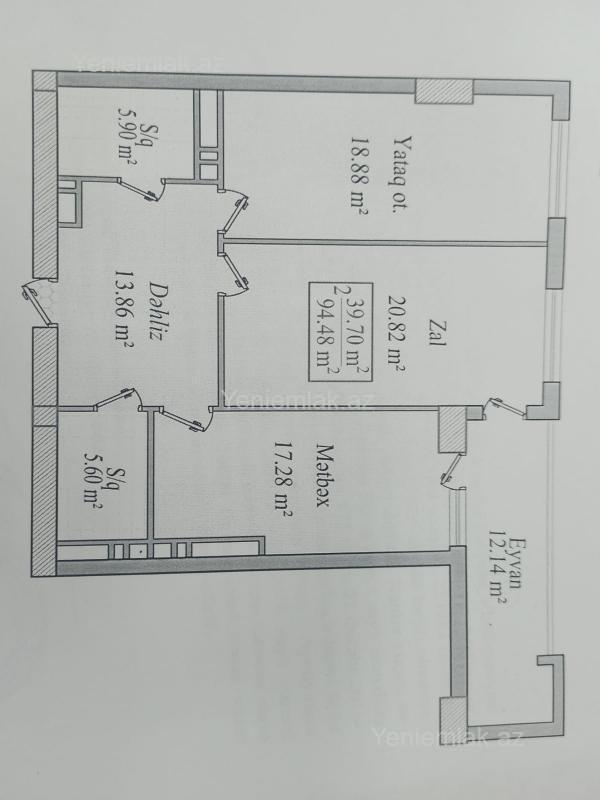 Yeniemlak.az
S/q
5.90 m²
Yataq ot.
18.88 m²
Dəhliz
13.86 m²
Zal
20.82 m²
2
39.70 m²
94.48 m²
Yeniemlak.az
S/q
5.60 m²
Mətbəx
17.28 m²
Eyvan
12.14 m²
Yeniemlak.az